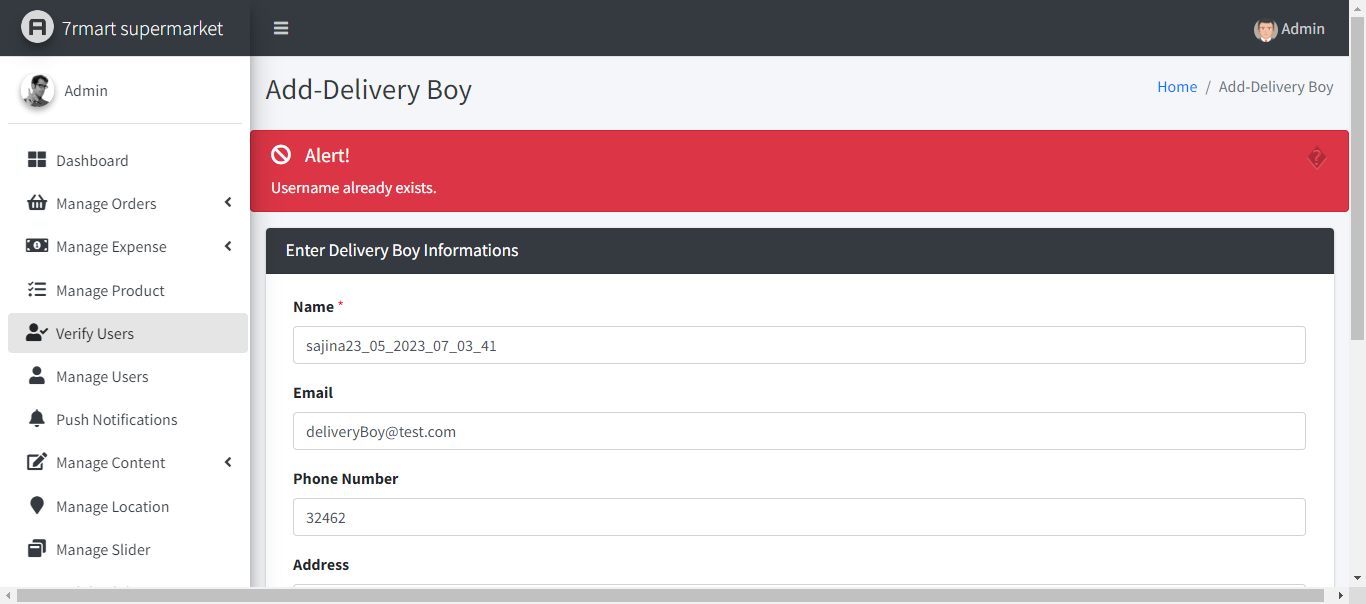 7rmart supermarket
Admin
Admin
Add-Delivery Boy
Home / Add-Delivery Boy
Dashboard
Manage Orders
Manage Expense
Manage Product
Verify Users
Manage Users
Push Notifications
Manage Content
Manage Location
Manage Slider
Alert!
Username already exists.
Enter Delivery Boy Informations
Name *
sajina23_05_2023_07_03_41
Email
deliveryBoy@test.com
Phone Number
32462
Address